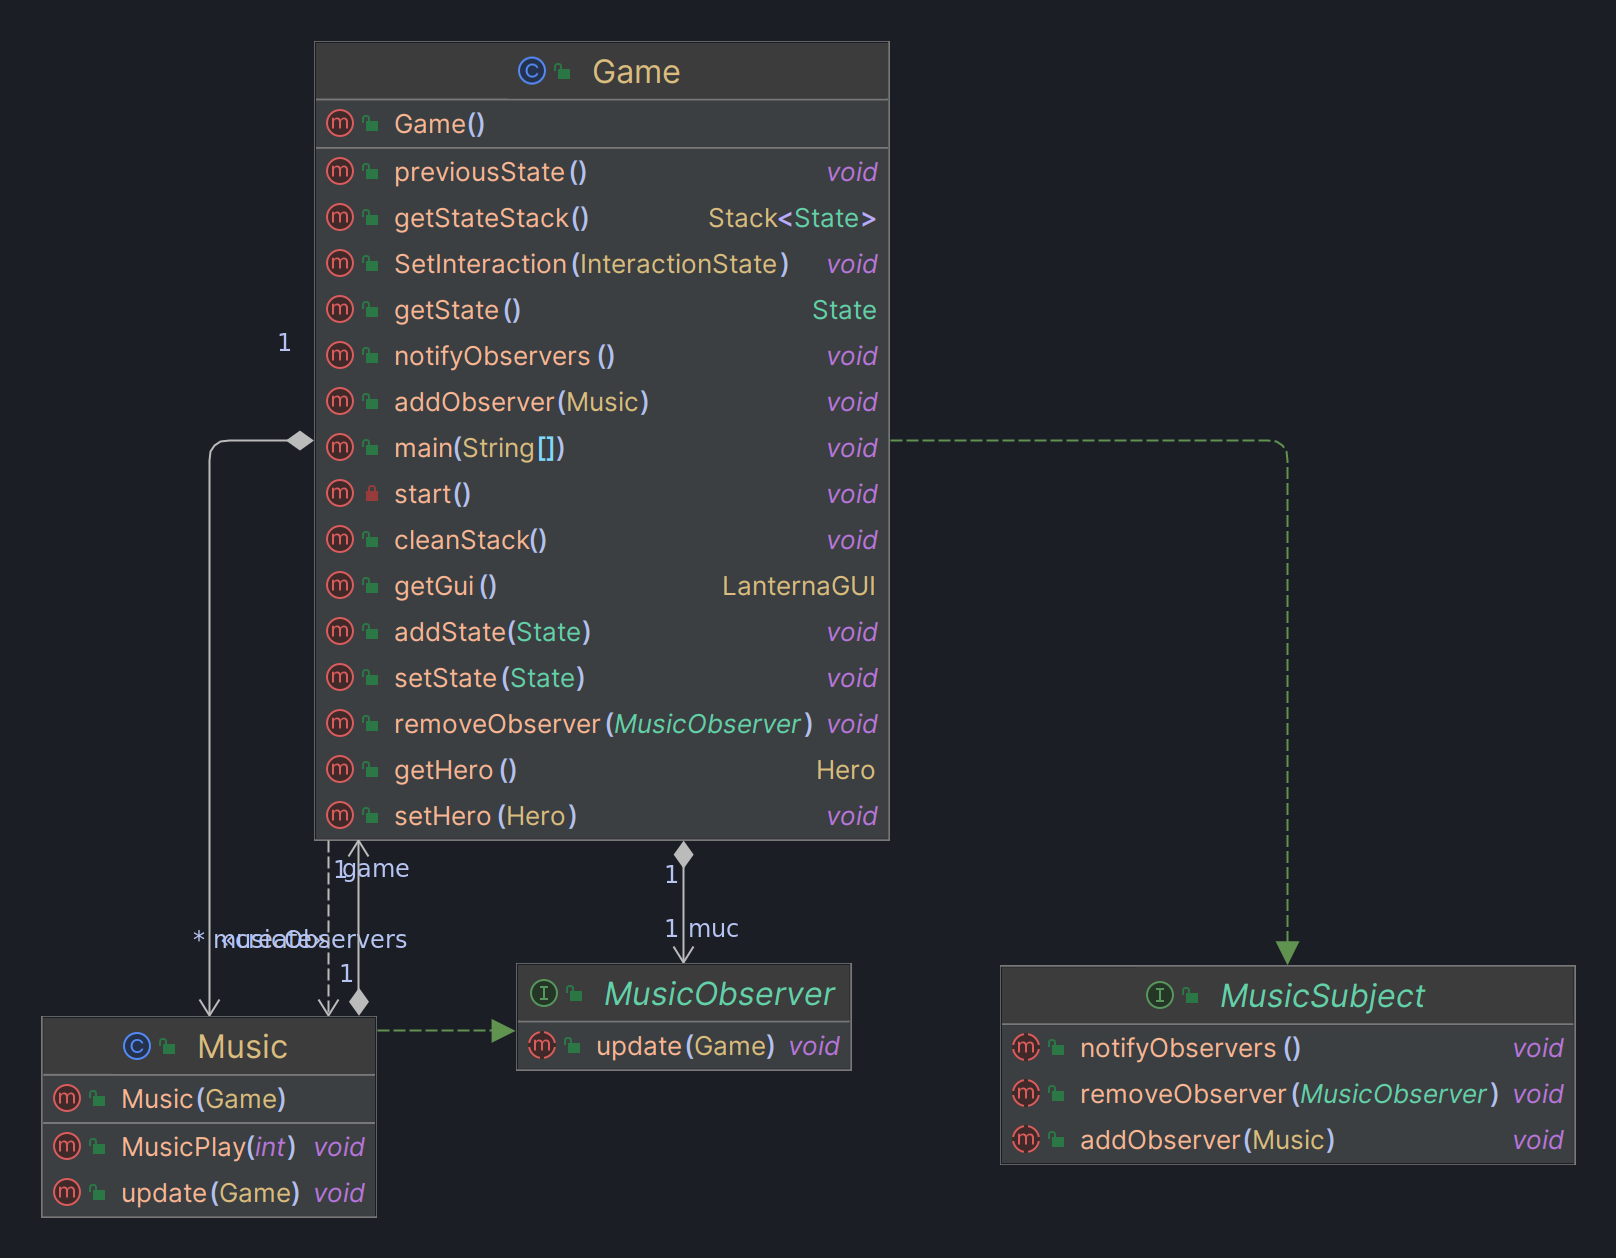 Game
Game()
previousState() void
getStateStack() Stack<State>
SetInteraction(InteractionState) void
getState() State
notifyObservers() void
addObserver(Music) void
main(String[]) void
start() void
cleanStack() void
getGui() LanternaGUI
addState(State) void
setState(State) void
removeObserver(MusicObserver) void
getHero() Hero
setHero(Hero) void
1
1 game
1
1 muc
* musicObservers
«create»
1
Music
Music(Game)
MusicPlay(int) void
update(Game) void
MusicObserver
update(Game) void
MusicSubject
notifyObservers() void
removeObserver(MusicObserver) void
addObserver(Music) void